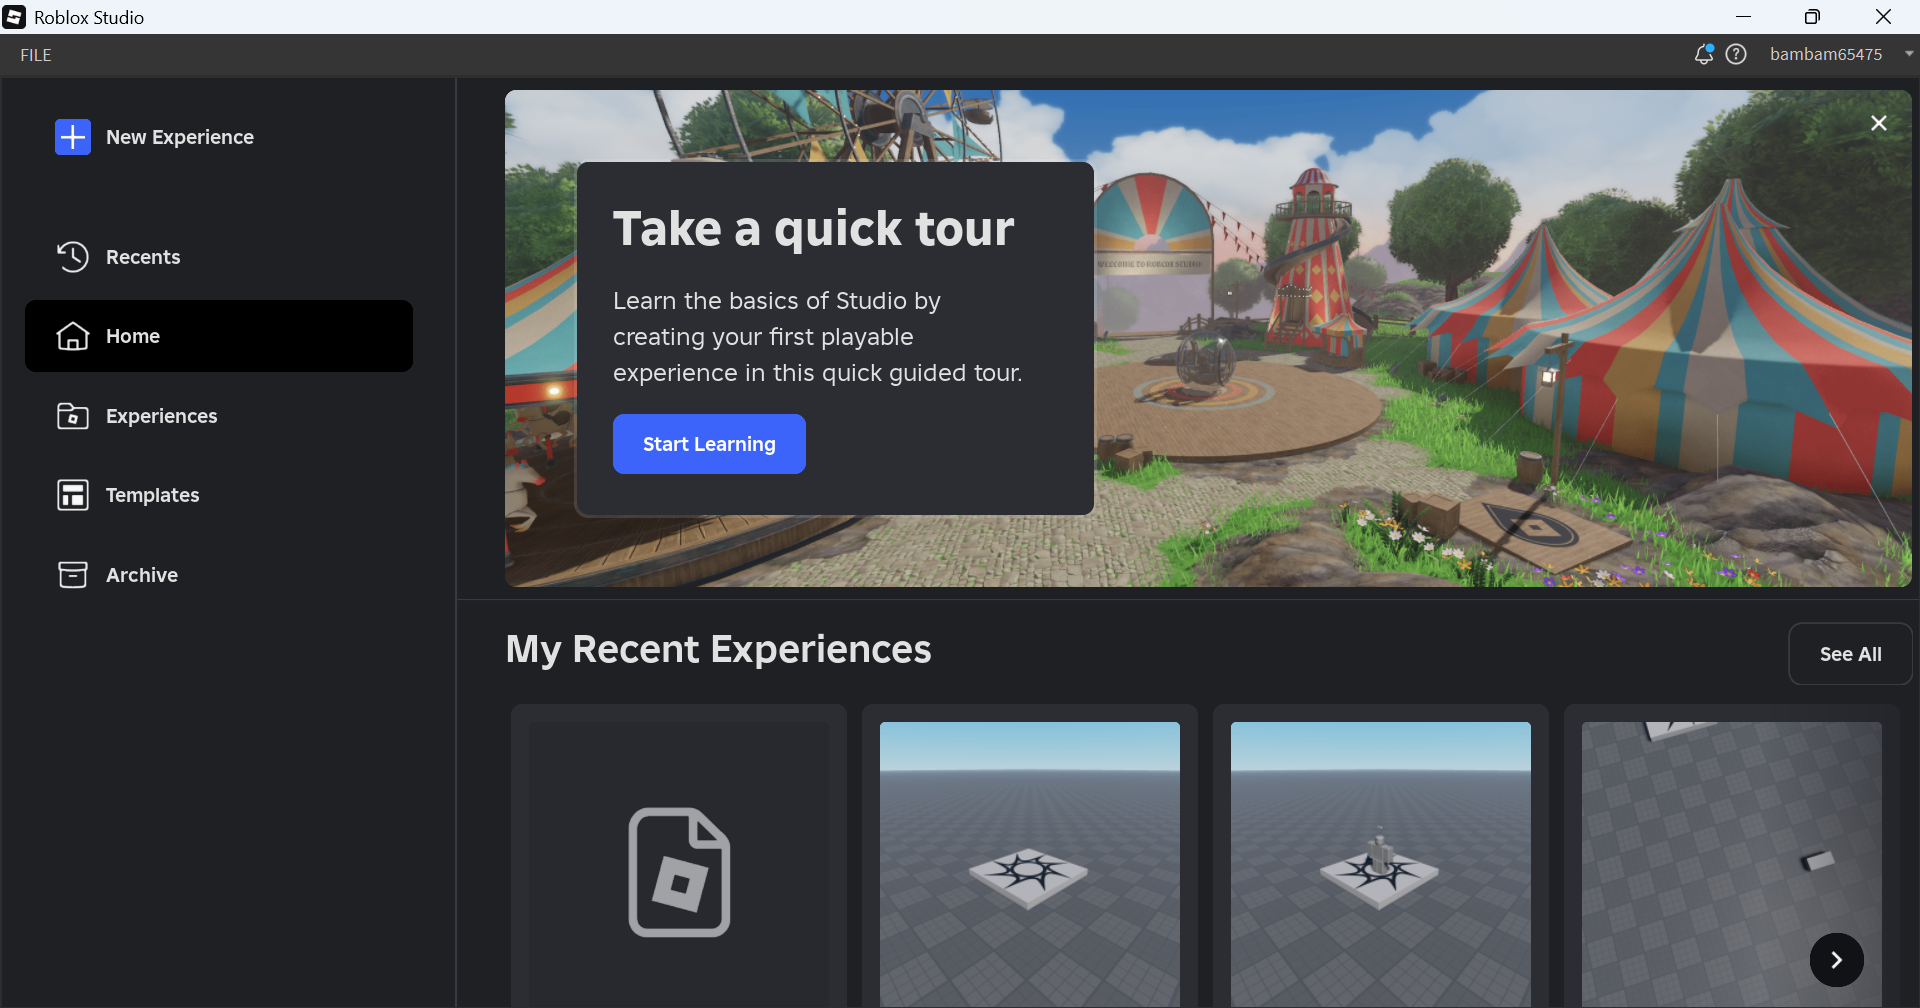 Roblox Studio
FILE
bambam65475
New Experience
Recents
Home
Experiences
Templates
Archive
Take a quick tour
Learn the basics of Studio by
creating your first playable
experience in this quick guided tour.
Start Learning
WELCOME TO ROBLOX STUDIO
My Recent Experiences
See All